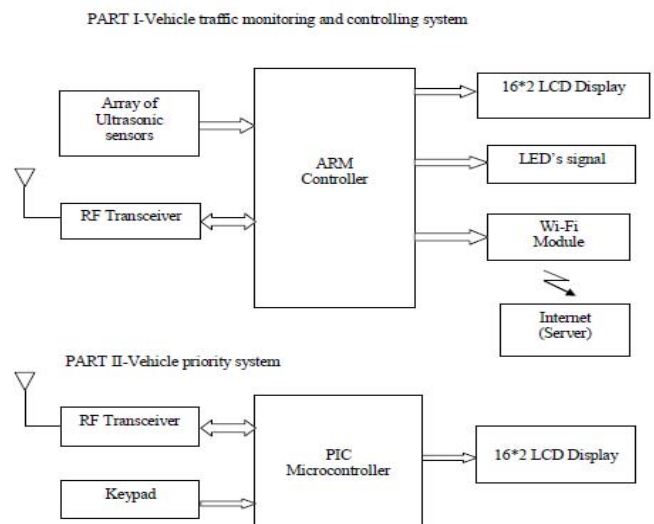 PART I-Vehicle traffic monitoring and controlling system
Array of
Ultrasonic
sensors
RF Transceiver
ARM
Controller
16*2 LCD Display
LED's signal
Wi-Fi
Module
Internet
(Server)
PART II-Vehicle priority system
RF Transceiver
Keypad
PIC
Microcontroller
16*2 LCD Display